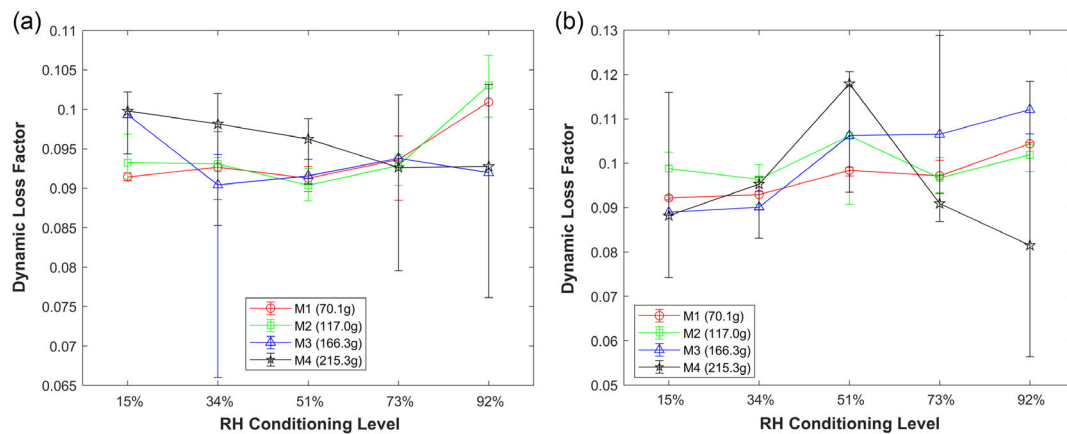 (a)
0.11
0.105
0.1
0.095
0.09
0.085
0.08
0.075
0.07
0.065
Dynamic Loss Factor
15% 34% 51% 73% 92%
RH Conditioning Level
M1 (70.1g)
M2 (117.0g)
M3 (166.3g)
M4 (215.3g)
(b)
0.13
0.12
0.11
0.1
0.09
0.08
0.07
0.06
0.05
Dynamic Loss Factor
15% 34% 51% 73% 92%
RH Conditioning Level
M1 (70.1g)
M2 (117.0g)
M3 (166.3g)
M4 (215.3g)